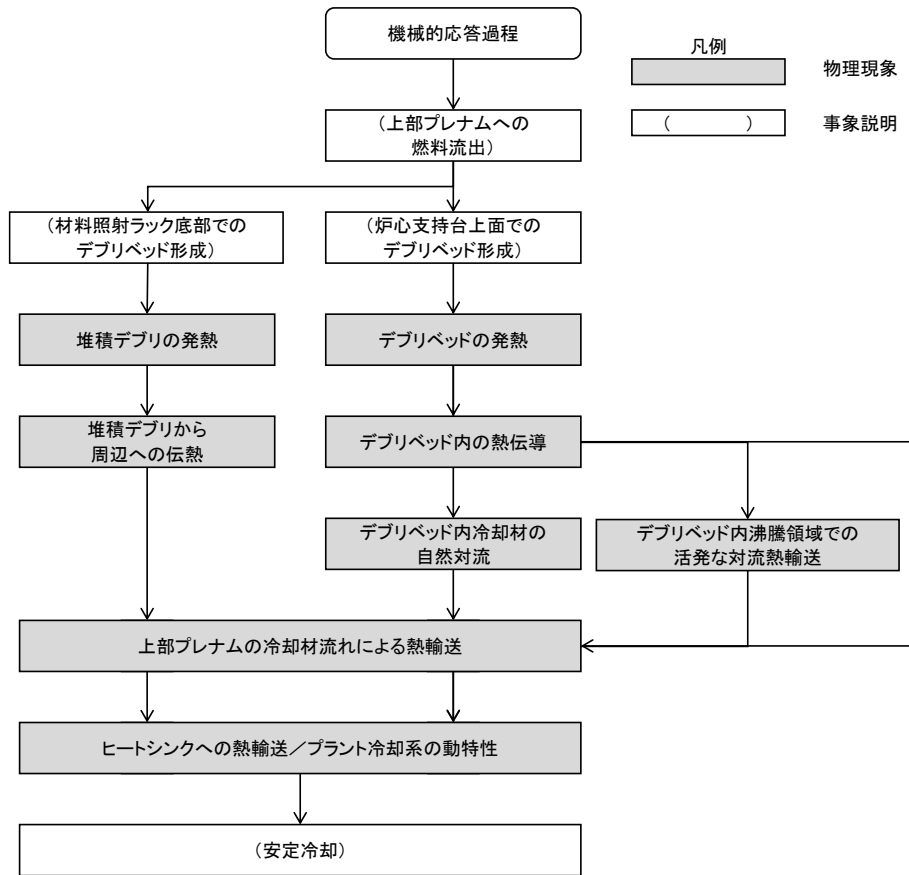 機械的応答過程
凡例
物理現象
(　　　　　)
事象説明
(上部プレナムへの
燃料流出)
(材料照射ラック底部での
デブリベッド形成)
(炉心支持台上面での
デブリベッド形成)
堆積デブリの発熱
デブリベッドの発熱
堆積デブリから
周辺への伝熱
デブリベッド内の熱伝導
デブリベッド内冷却材の
自然対流
デブリベッド内沸騰領域での
活発な対流熱輸送
上部プレナムの冷却材流れによる熱輸送
ヒートシンクへの熱輸送／プラント冷却系の動特性
(安定冷却)